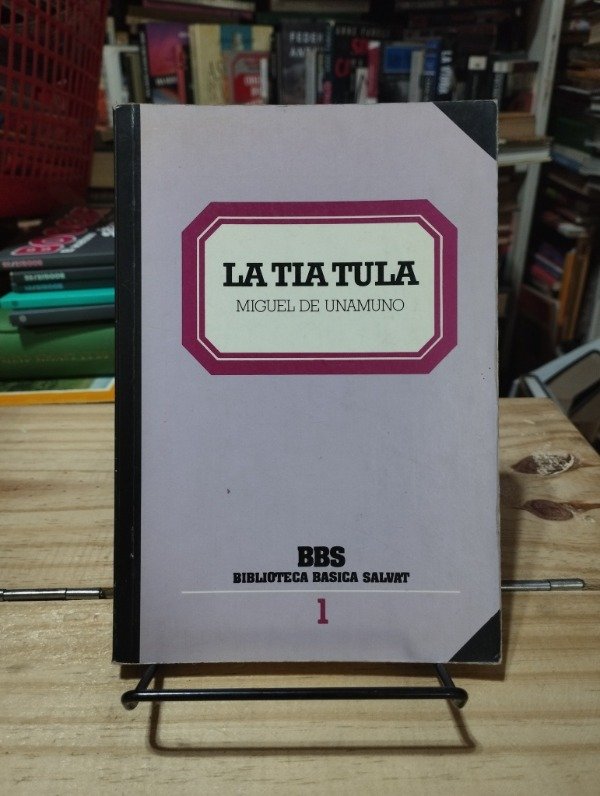 LA TIA TULA
MIGUEL DE UNAMUNO
BBS
BIBLIOTECA BASICA SALVAT
1